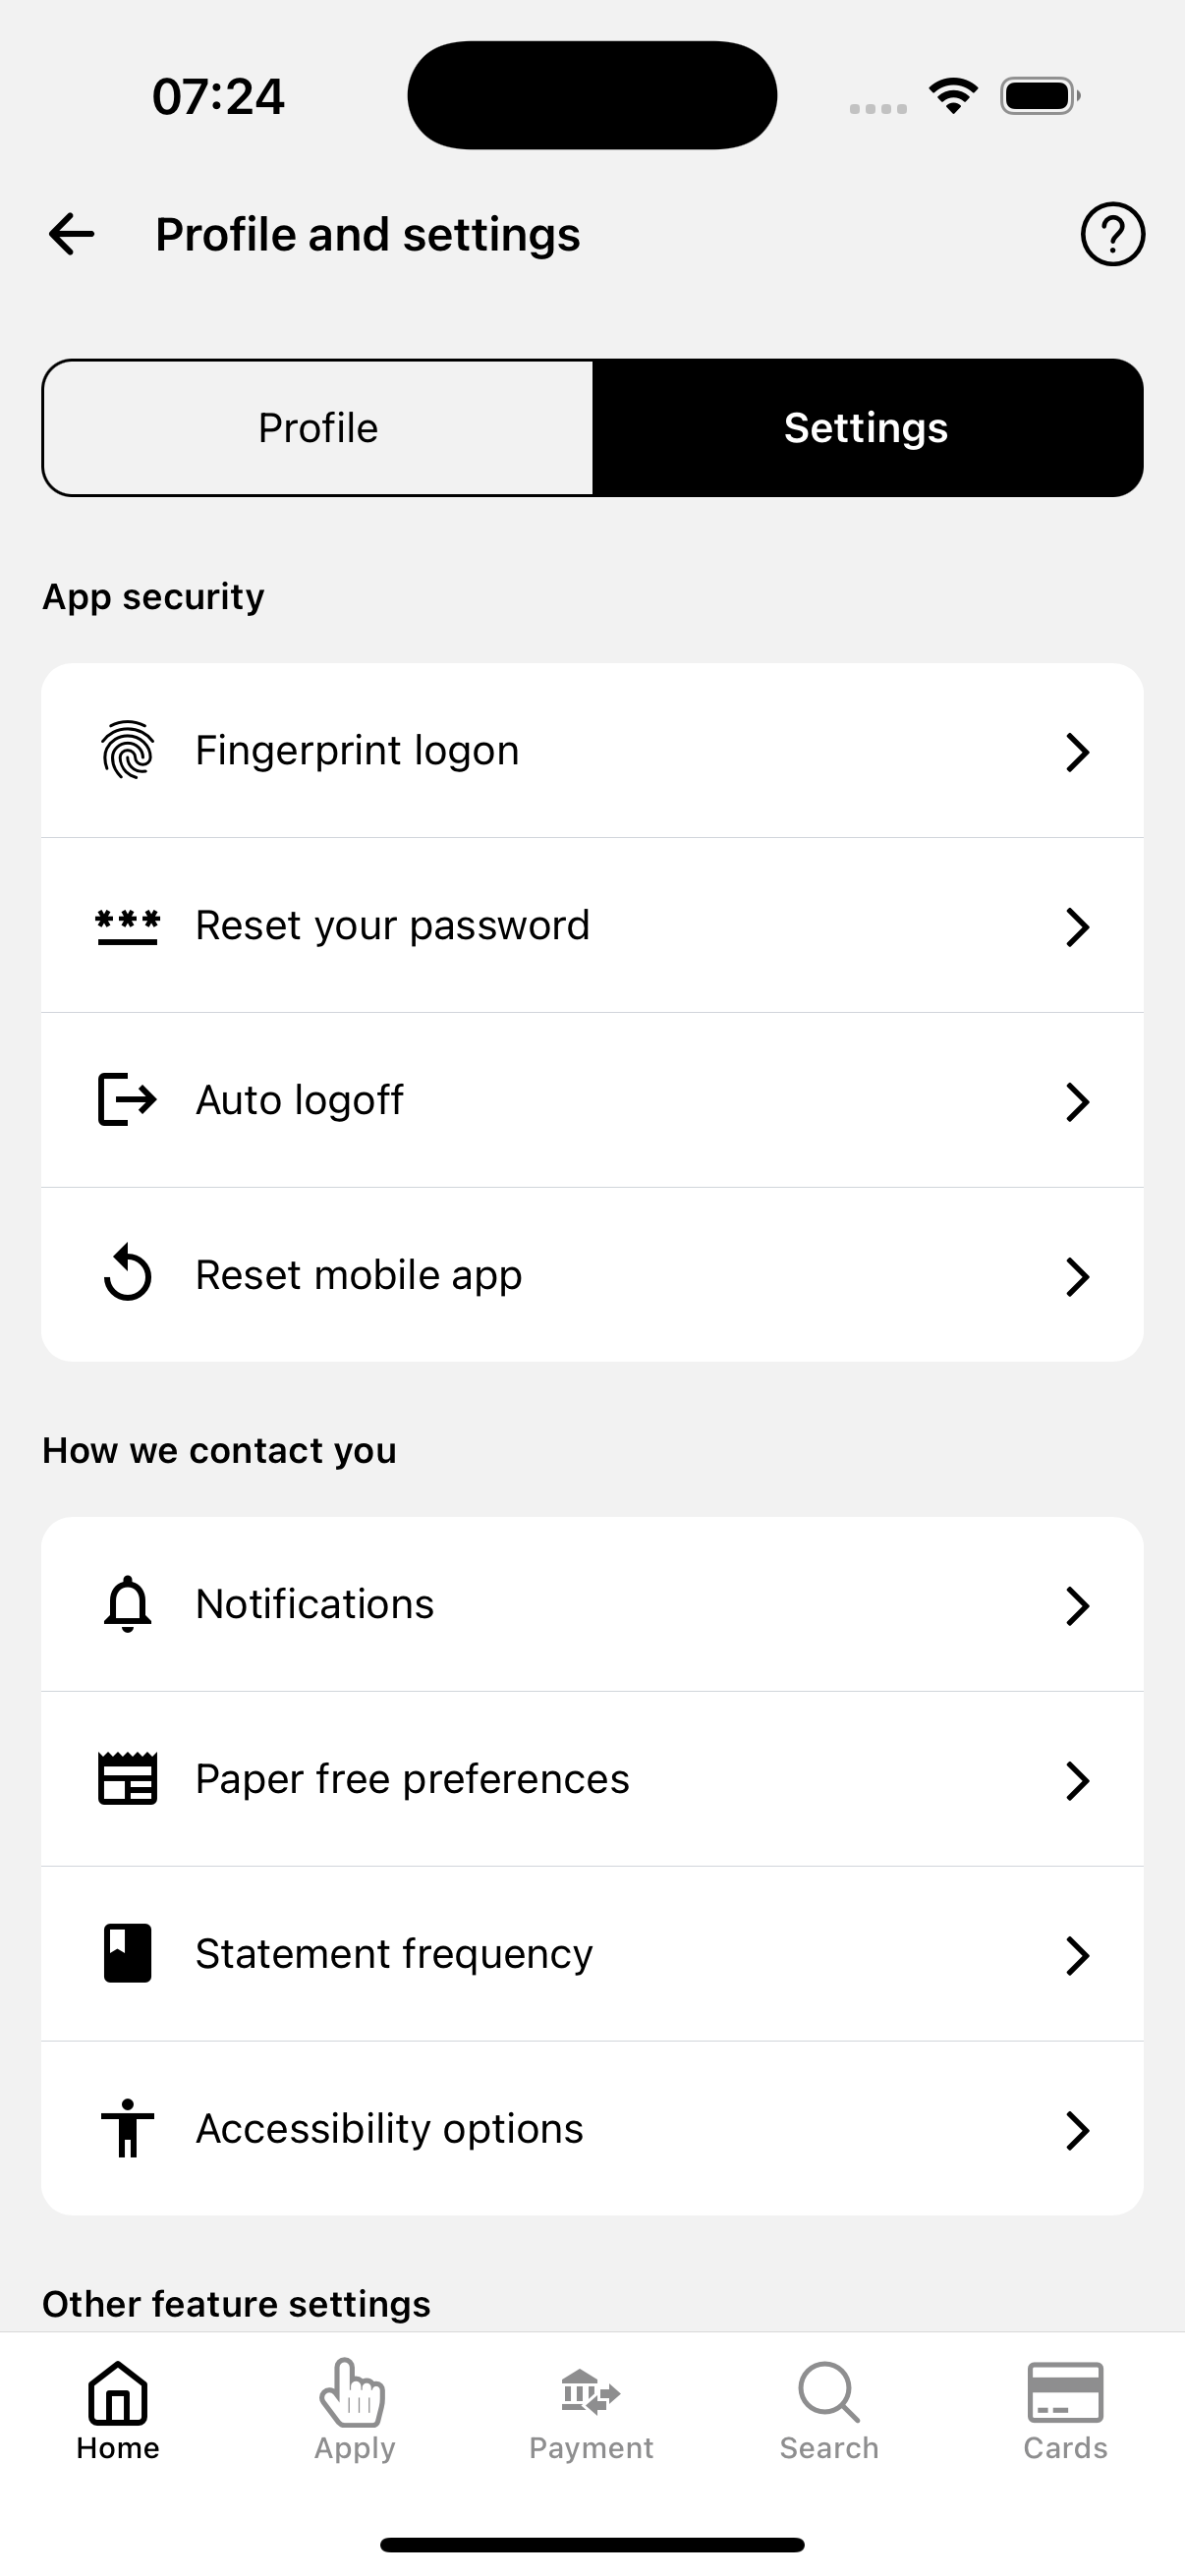 07:24
Profile and settings
Profile
Settings
App security
Fingerprint logon
Reset your password
Auto logoff
Reset mobile app
How we contact you
Notifications
Paper free preferences
Statement frequency
Accessibility options
Other feature settings
Home
Apply
Payment
Search
Cards